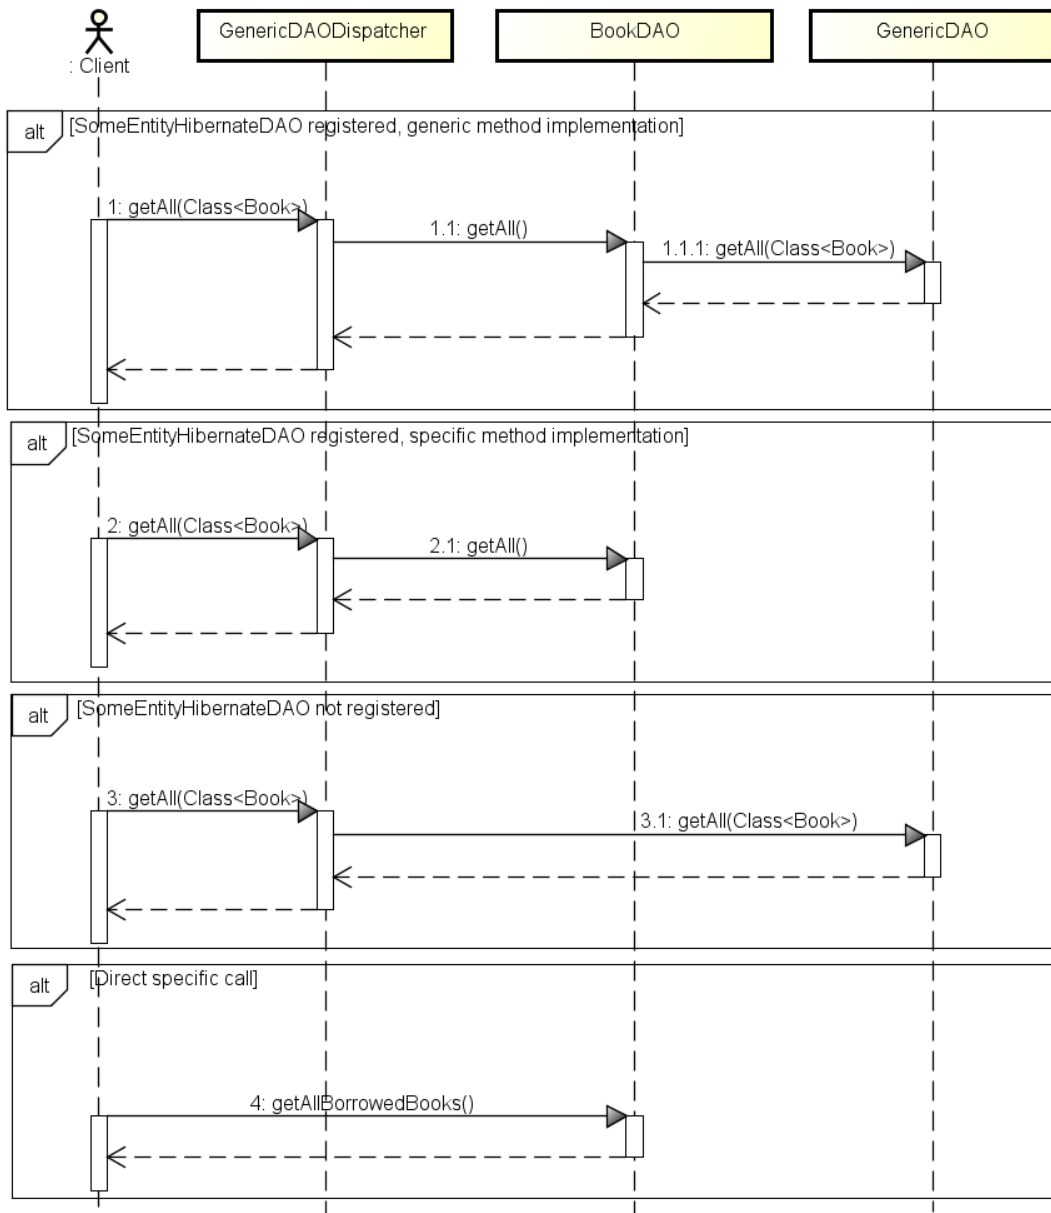 : Client
GenericDAODispatcher
BookDAO
GenericDAO
alt
[SomeEntityHibernateDAO registered, generic method implementation]
1: getAll(Class<Book>)
1.1: getAll()
1.1.1: getAll(Class<Book>)
alt
[SomeEntityHibernateDAO registered, specific method implementation]
2: getAll(Class<Book>)
2.1: getAll()
alt
[SomeEntityHibernateDAO not registered]
3: getAll(Class<Book>)
3.1: getAll(Class<Book>)
alt
[Direct specific call]
4: getAllBorrowedBooks()